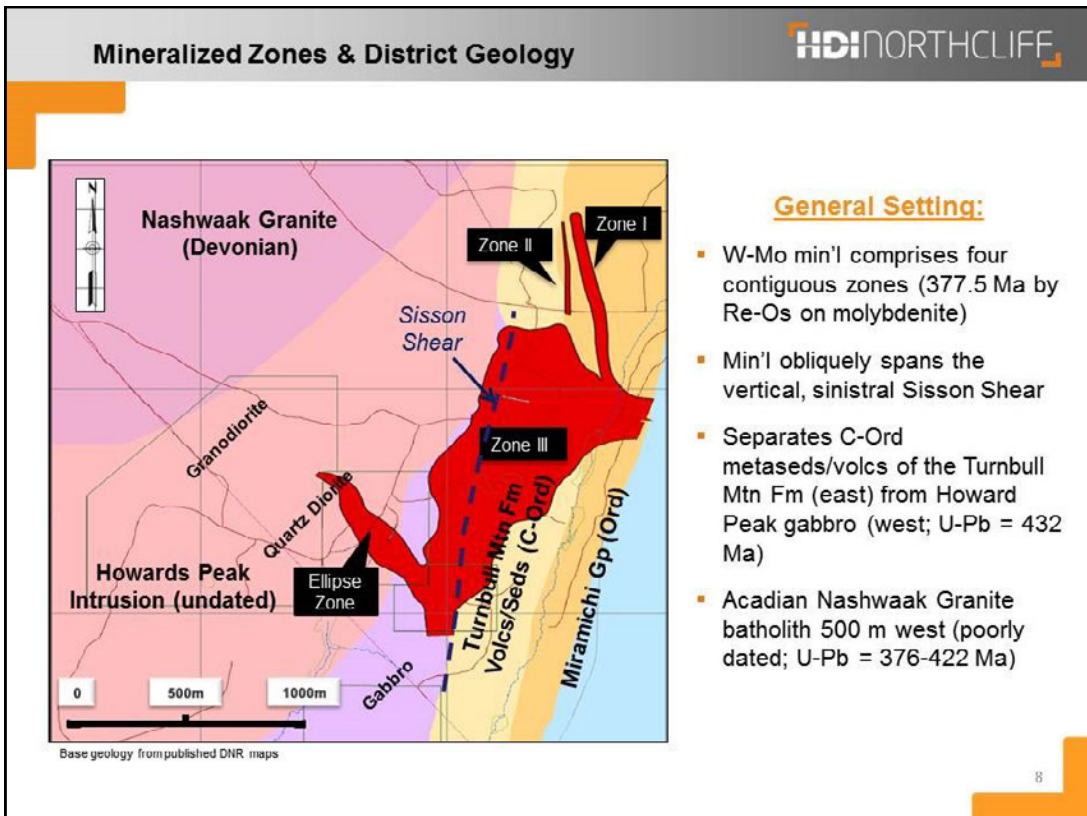 Mineralized Zones & District Geology
HDINORTHCLIFF
N
Nashwaak Granite
(Devonian)
Zone I
Zone II
Sisson
Shear
Zone III
Granodiorite
Quartz Diorite
Howards Peak
Intrusion (undated)
Ellipse
Zone
Gabbro
Turnbull Mtn Fm
Volcs/Seds (C-Ord)
Miramichi Gp (Ord)
0 500m 1000m
Base geology from published DNR maps
General Setting:
▪ W-Mo min'l comprises four
contiguous zones (377.5 Ma by
Re-Os on molybdenite)
▪ Min'l obliquely spans the
vertical, sinistral Sisson Shear
▪ Separates C-Ord
metaseds/volcs of the Turnbull
Mtn Fm (east) from Howard
Peak gabbro (west; U-Pb = 432
Ma)
▪ Acadian Nashwaak Granite
batholith 500 m west (poorly
dated; U-Pb = 376-422 Ma)
8